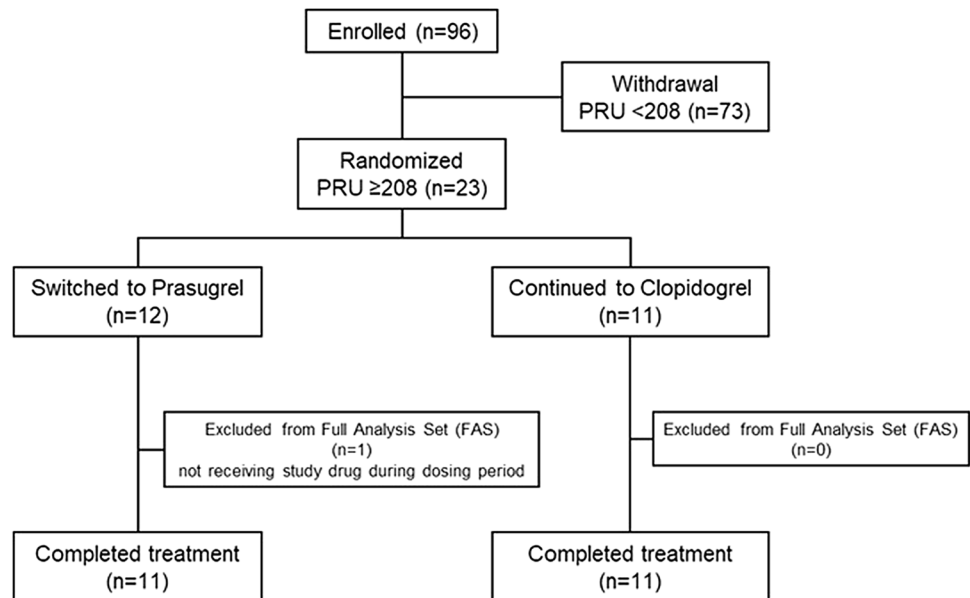 Enrolled (n=96)
Withdrawal
PRU <208 (n=73)
Randomized
PRU ≥208 (n=23)
Switched to Prasugrel
(n=12)
Continued to Clopidogrel
(n=11)
Excluded from Full Analysis Set (FAS)
(n=1)
not receiving study drug during dosing period
Excluded from Full Analysis Set (FAS)
(n=0)
Completed treatment
(n=11)
Completed treatment
(n=11)